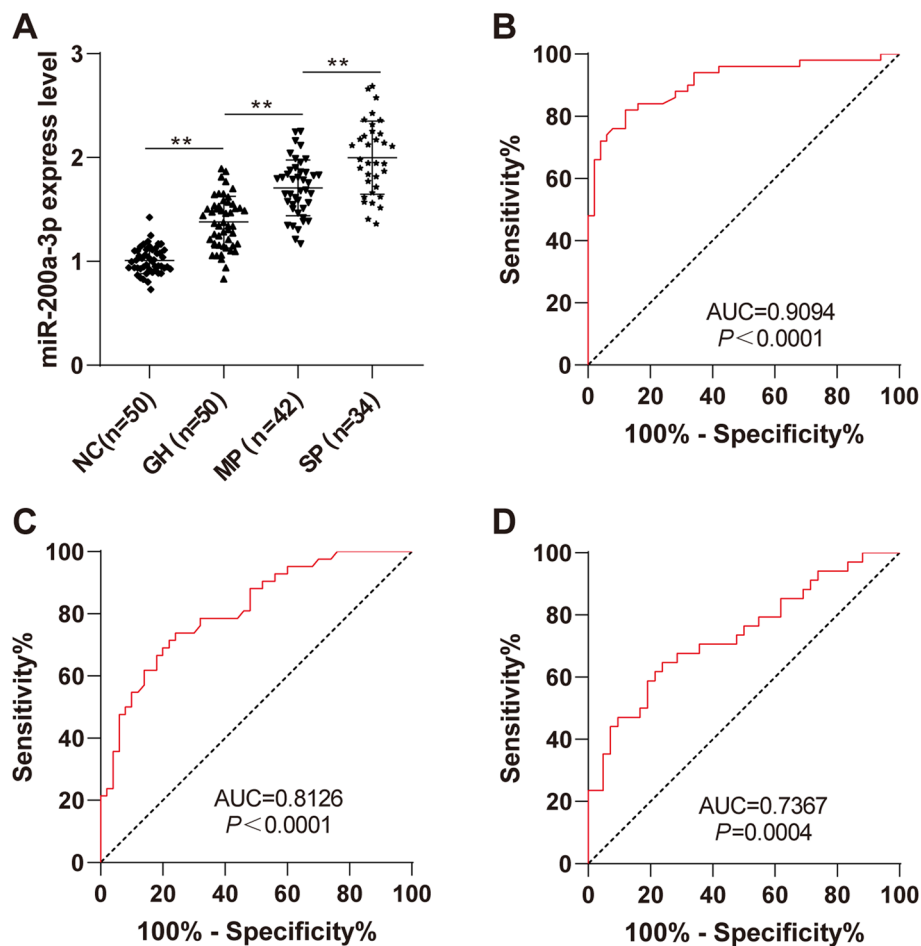 A
miR-200a-3p express level
3
2
1
0
**
**
**
NC(n=50)
GH (n=50)
MP (n=42)
SP (n=34)
B
Sensitivity%
100
80
60
40
20
0
AUC=0.9094
P<0.0001
0 20 40 60 80 100
100% - Specificity%
C
Sensitivity%
100
80
60
40
20
0
AUC=0.8126
P<0.0001
0 20 40 60 80 100
100% - Specificity%
D
Sensitivity%
100
80
60
40
20
0
AUC=0.7367
P=0.0004
0 20 40 60 80 100
100% - Specificity%